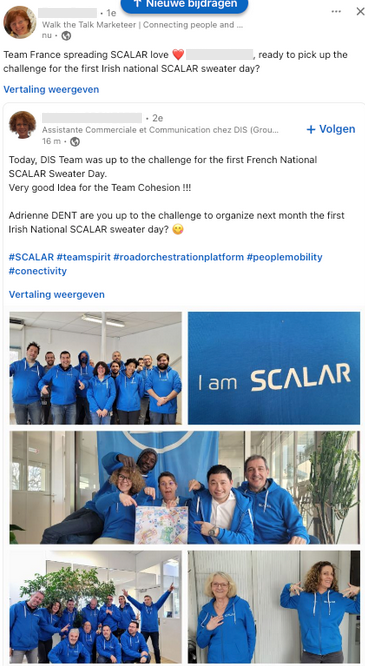 ↑ Nieuwe bijdragen
• 1e
Walk the Talk Marketeer | Connecting people and ...
nu •
Team France spreading SCALAR love ❤️ , ready to pick up the
challenge for the first Irish national SCALAR sweater day?
Vertaling weergeven
• 2e
Assistante Commerciale et Communication chez DIS (Grou...
+ Volgen
16 m •
Today, DIS Team was up to the challenge for the first French National
SCALAR Sweater Day.
Very good Idea for the Team Cohesion !!!
Adrienne DENT are you up to the challenge to organize next month the first
Irish National SCALAR sweater day? 😋
#SCALAR #teamspirit #roadorchestrationplatform #peoplemobility
#conectivity
Vertaling weergeven
I am SCALAR